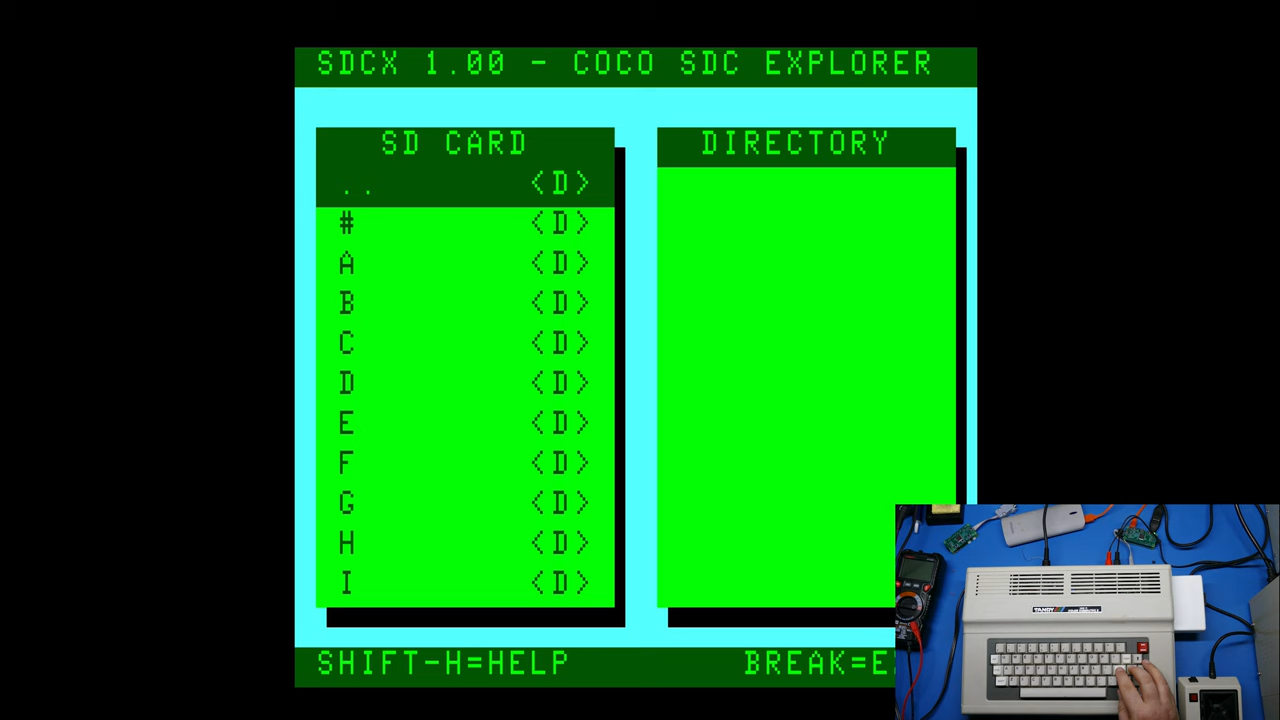 SDCX 1.00 - COCO SDC EXPLORER
SD CARD
.. <D>
# <D>
A <D>
B <D>
C <D>
D <D>
E <D>
F <D>
G <D>
H <D>
I <D>
DIRECTORY
SHIFT-H=HELP
BREAK=E
TANDY